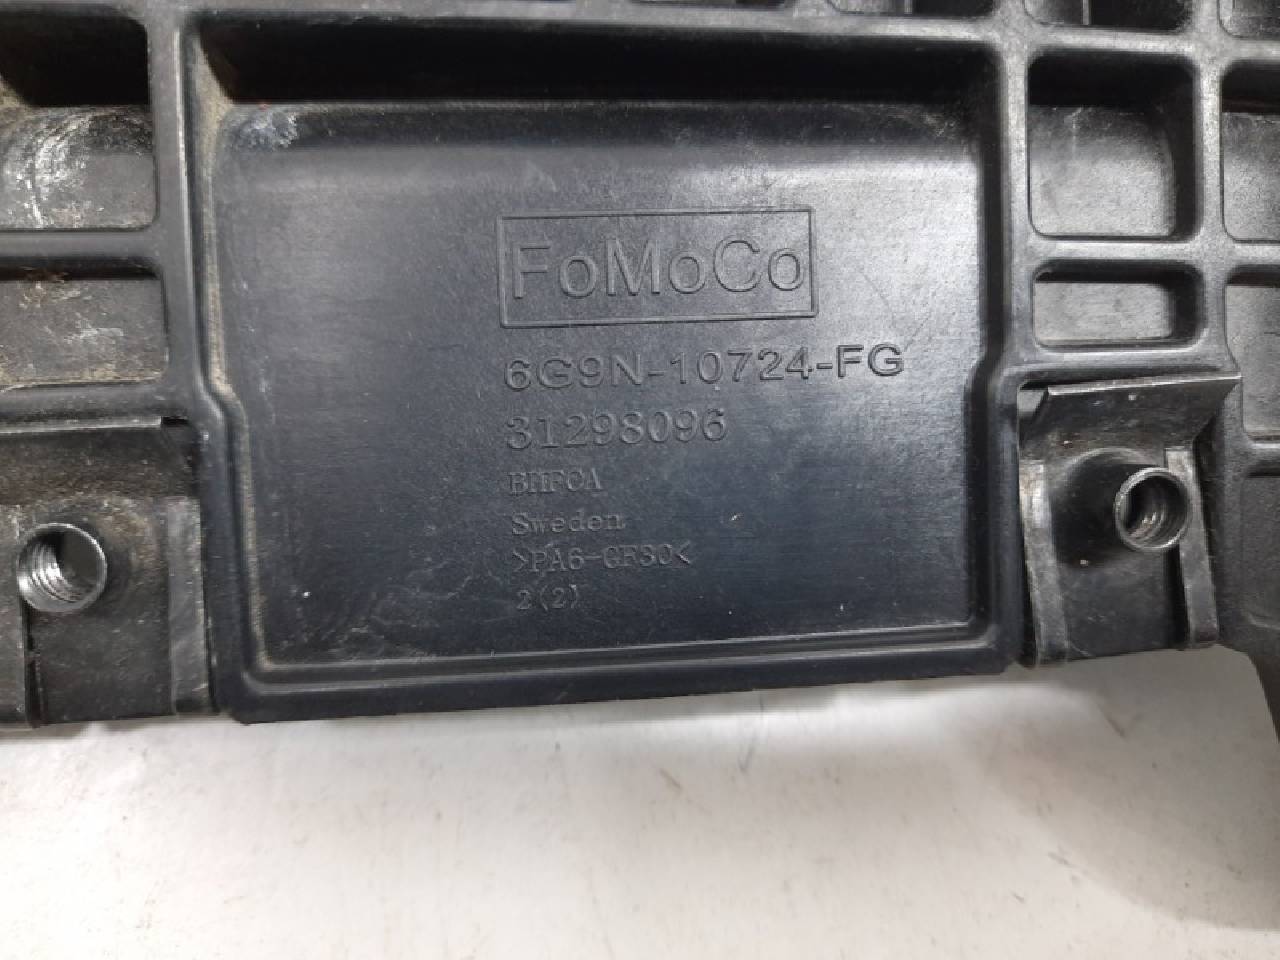 FoMoCo
6G9N-10724-FG
31298096
BHFCA
Sweden
>PA6-GF30<
2(2)